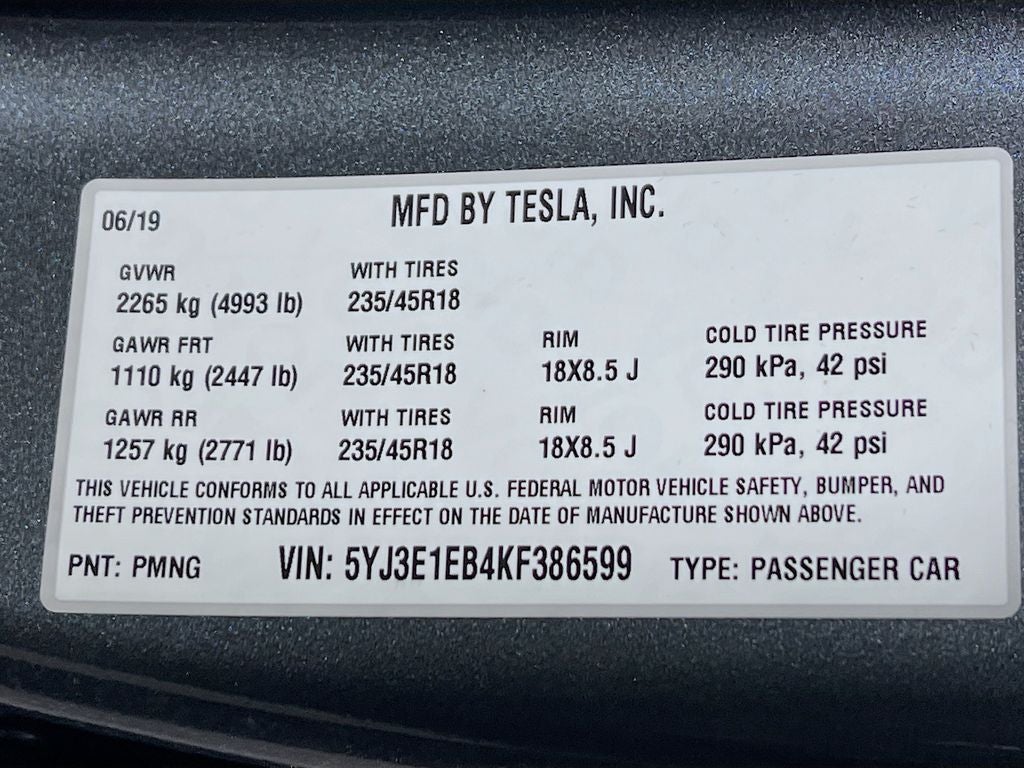 06/19 MFD BY TESLA, INC.
GVWR WITH TIRES
2265 kg (4993 lb) 235/45R18
GAWR FRT WITH TIRES RIM COLD TIRE PRESSURE
1110 kg (2447 lb) 235/45R18 18X8.5 J 290 kPa, 42 psi
GAWR RR WITH TIRES RIM COLD TIRE PRESSURE
1257 kg (2771 lb) 235/45R18 18X8.5 J 290 kPa, 42 psi
THIS VEHICLE CONFORMS TO ALL APPLICABLE U.S. FEDERAL MOTOR VEHICLE SAFETY, BUMPER, AND
THEFT PREVENTION STANDARDS IN EFFECT ON THE DATE OF MANUFACTURE SHOWN ABOVE.
PNT: PMNG VIN: 5YJ3E1EB4KF386599 TYPE: PASSENGER CAR